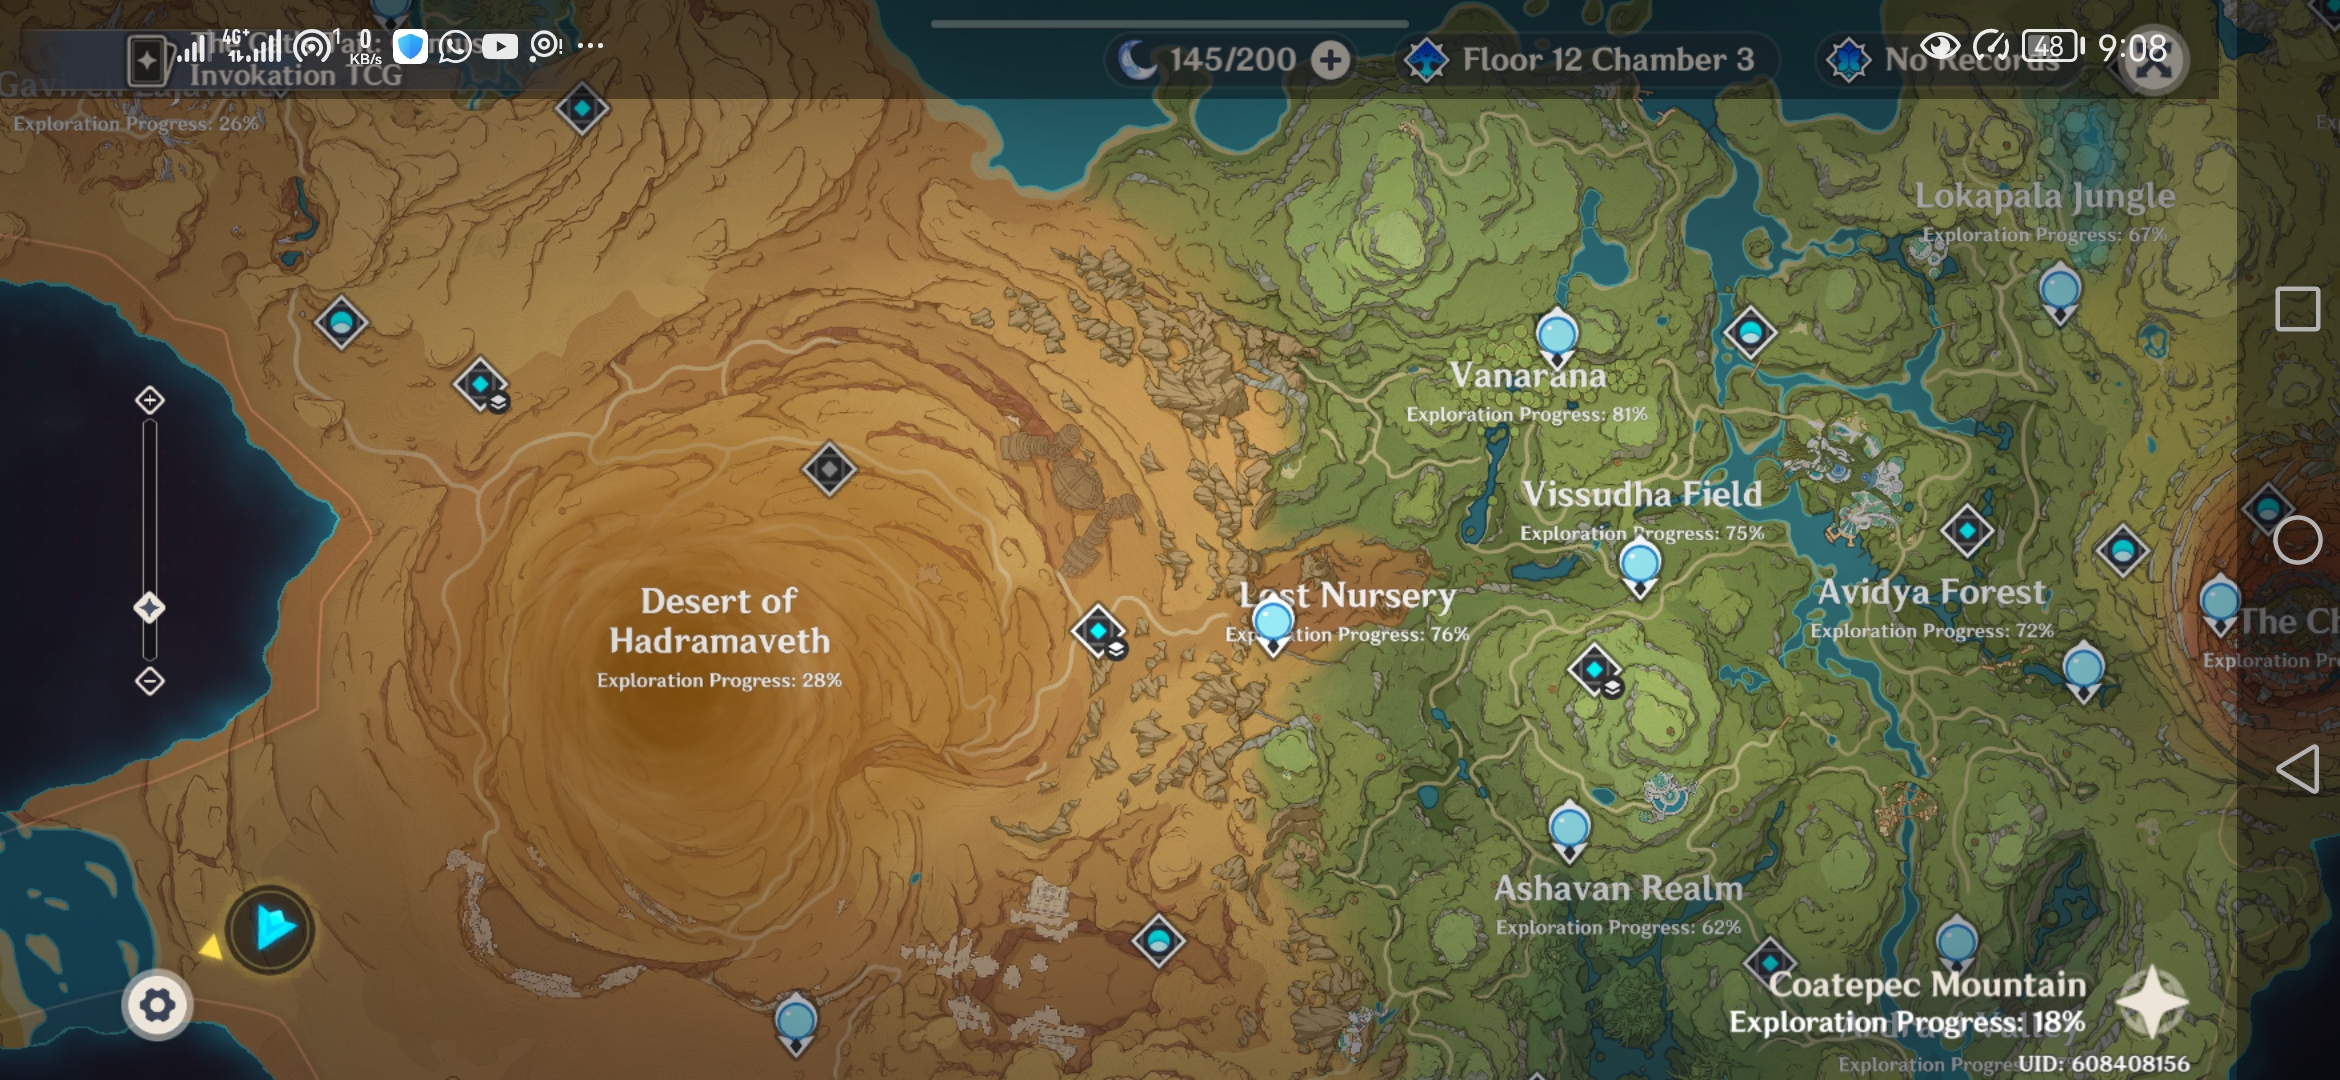 4G+
1
0
KB/s
48
9:08
Invokation TCG
145/200
Floor 12 Chamber 3
No Records
Exploration Progress: 26%
Lokapala Jungle
Exploration Progress: 67%
Vanarana
Exploration Progress: 81%
Vissudha Field
Exploration Progress: 75%
Desert of
Hadramaveth
Exploration Progress: 28%
Lost Nursery
Exploration Progress: 76%
Avidya Forest
Exploration Progress: 72%
The Ch
Exploration Pr
Ashavan Realm
Exploration Progress: 62%
Coatepec Mountain
Exploration Progress: 18%
Exploration Progres
UID: 608408156